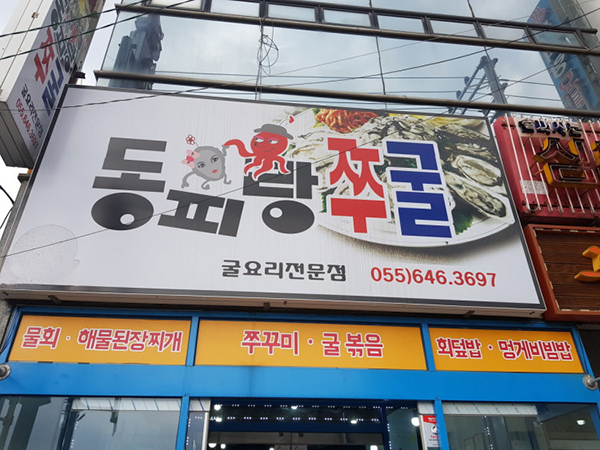 동피랑쭈굴
굴요리전문점 055)646.3697
물회 · 해물된장찌개
쭈꾸미 · 굴 볶음
회덮밥 · 멍게비빔밥